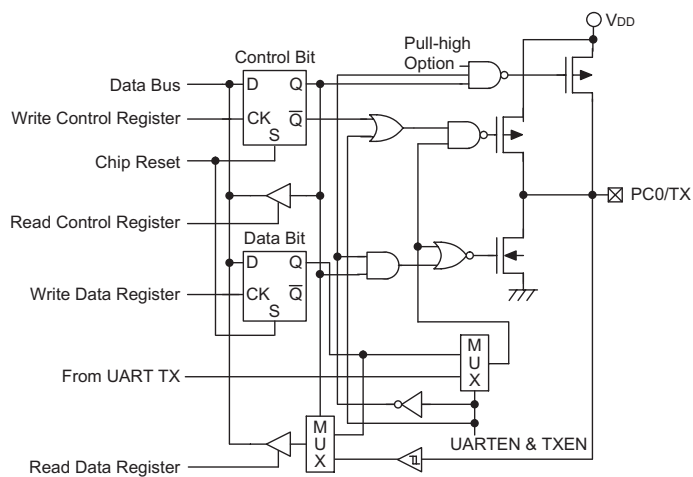 VDD
Control Bit
Pull-high
Option
Data Bus
D
Q
Write Control Register
CK
Q
S
Chip Reset
PC0/TX
Read Control Register
Data Bit
D
Q
Write Data Register
CK
Q
S
M
U
X
From UART TX
M
U
X
UARTEN & TXEN
Read Data Register